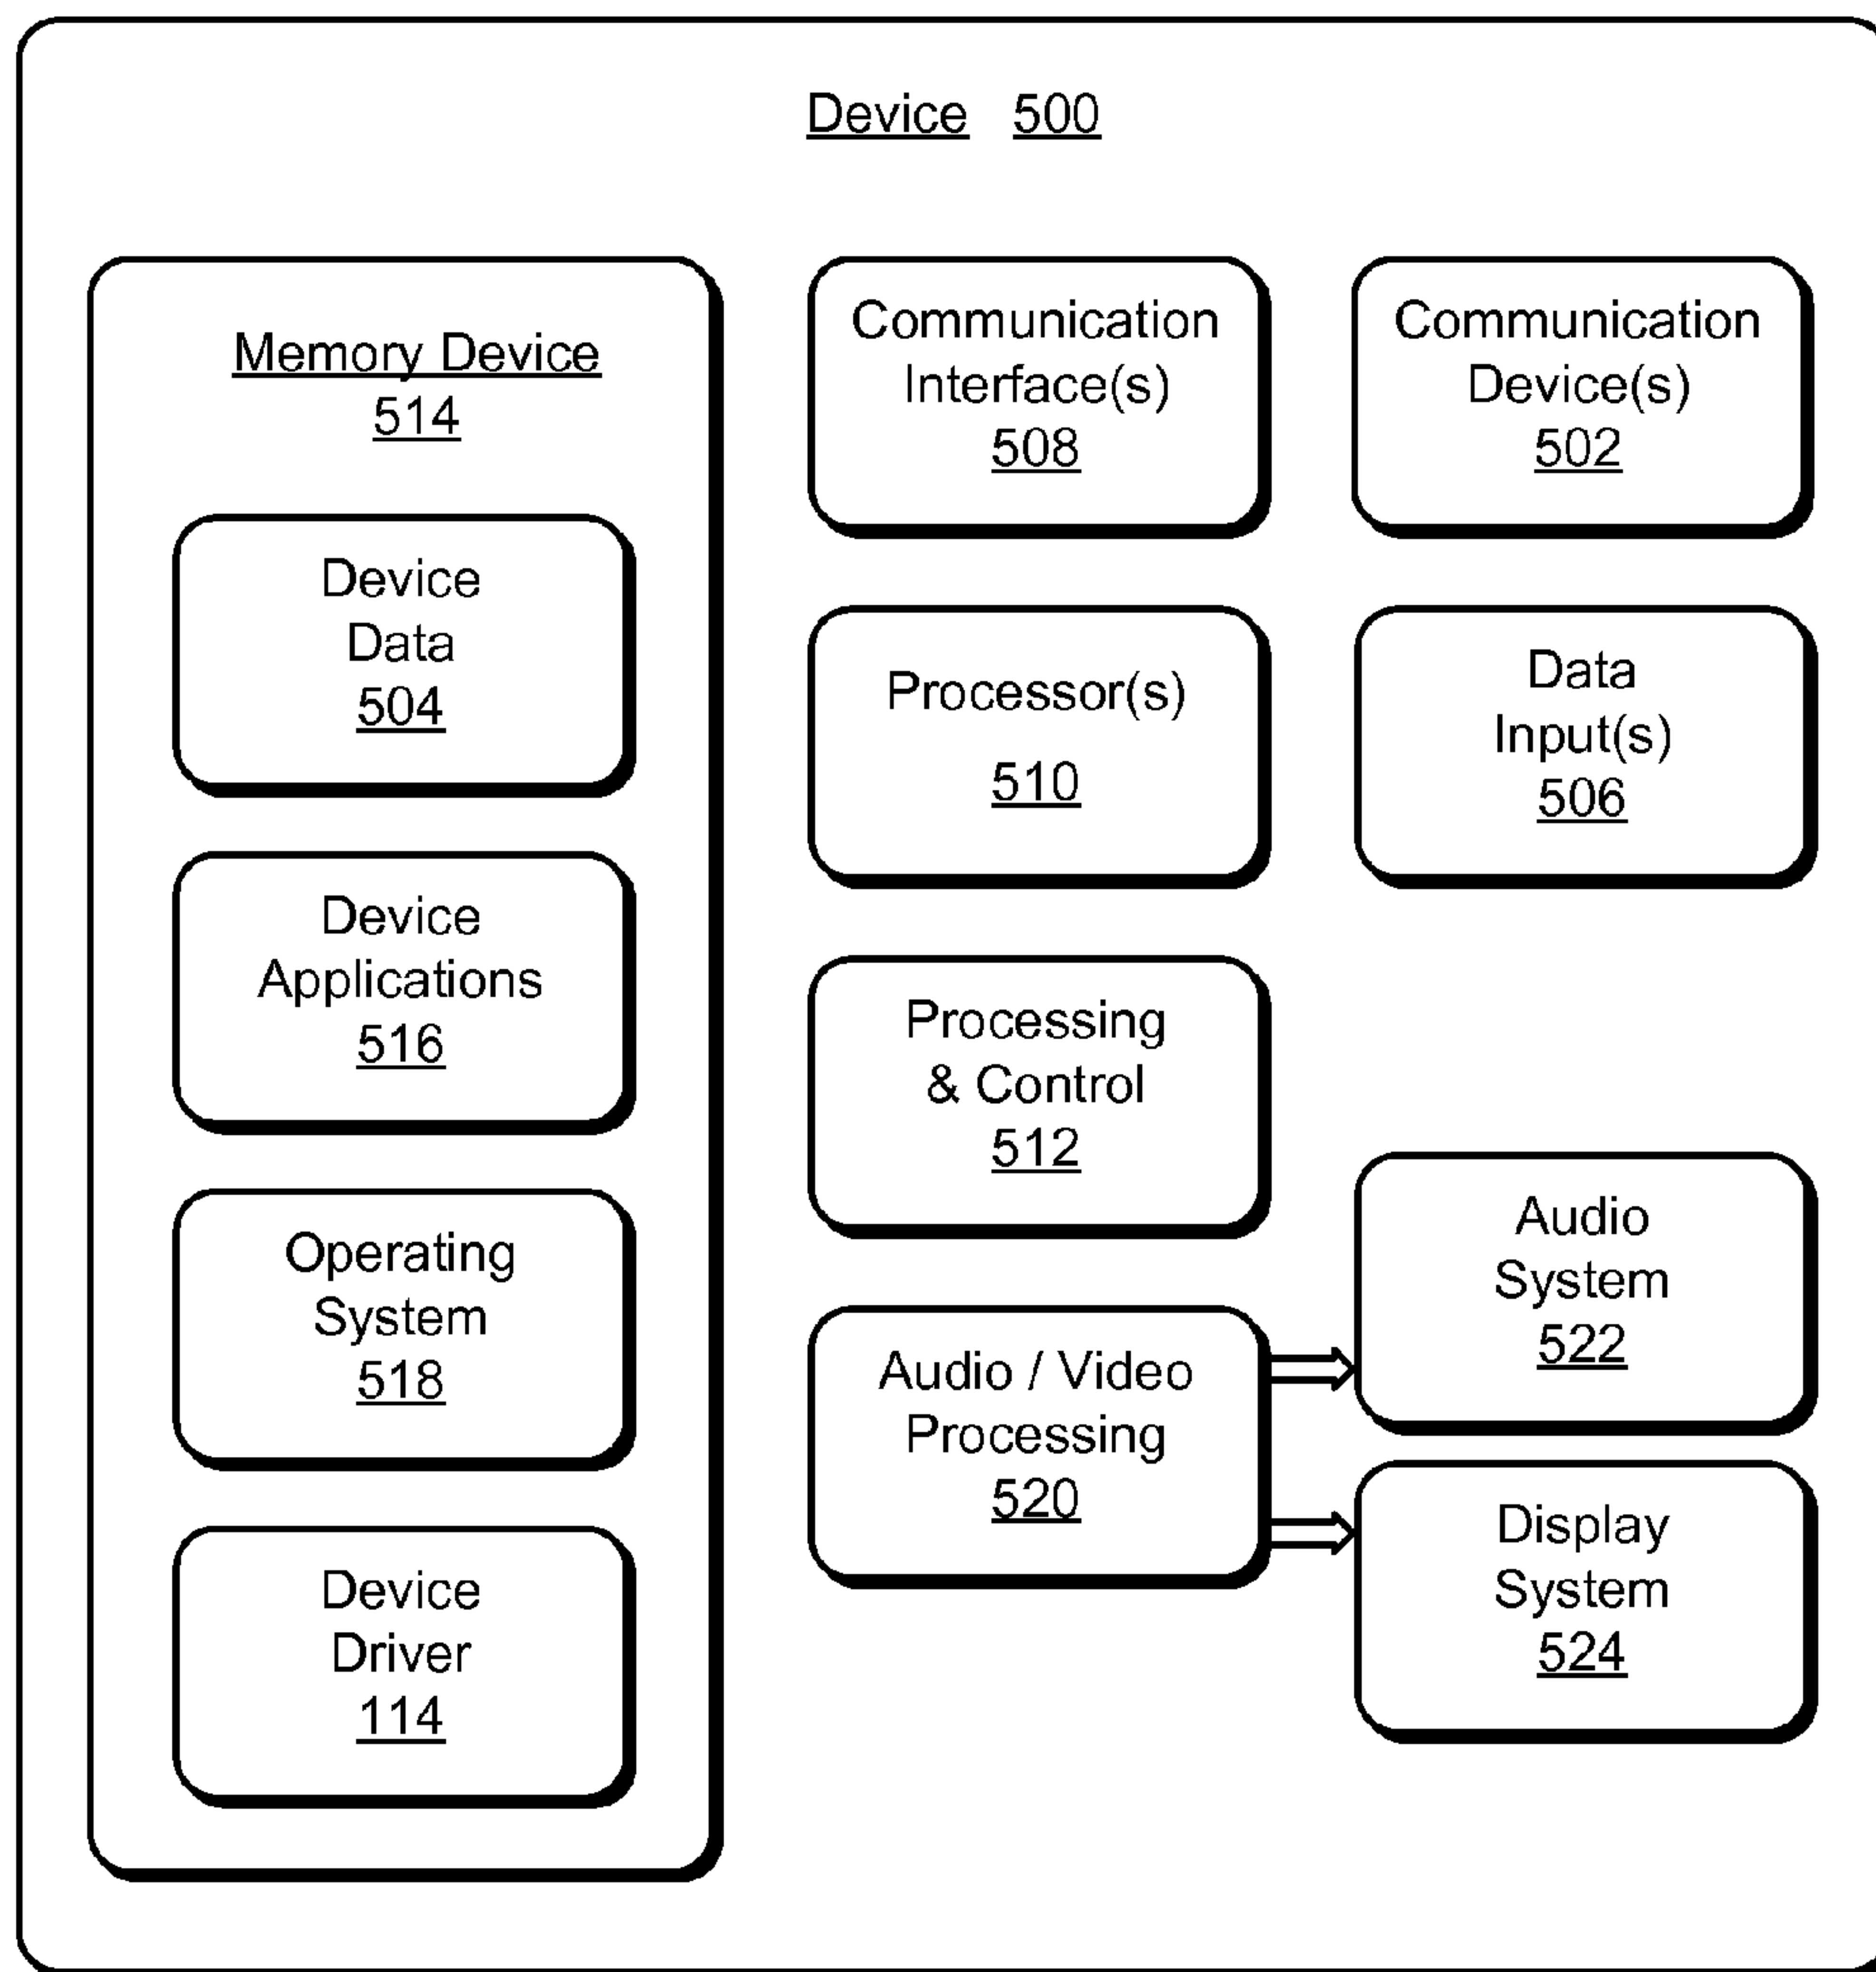 Device 500
Memory Device
514
Device
Data
504
Device
Applications
516
Operating
System
518
Device
Driver
114
Communication
Interface(s)
508
Communication
Device(s)
502
Processor(s)
510
Data
Input(s)
506
Processing
& Control
512
Audio / Video
Processing
520
Audio
System
522
Display
System
524